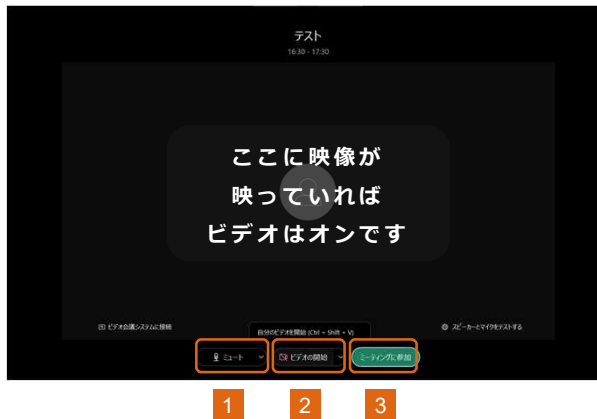 テスト
16:30 - 17:30
ここに映像が
映っていれば
ビデオはオンです
ビデオ会議システムに接続
自分のビデオを開始 (Ctrl + Shift + V)
スピーカーとマイクをテストする
ミュート
ビデオの開始
ミーティングに参加
1
2
3